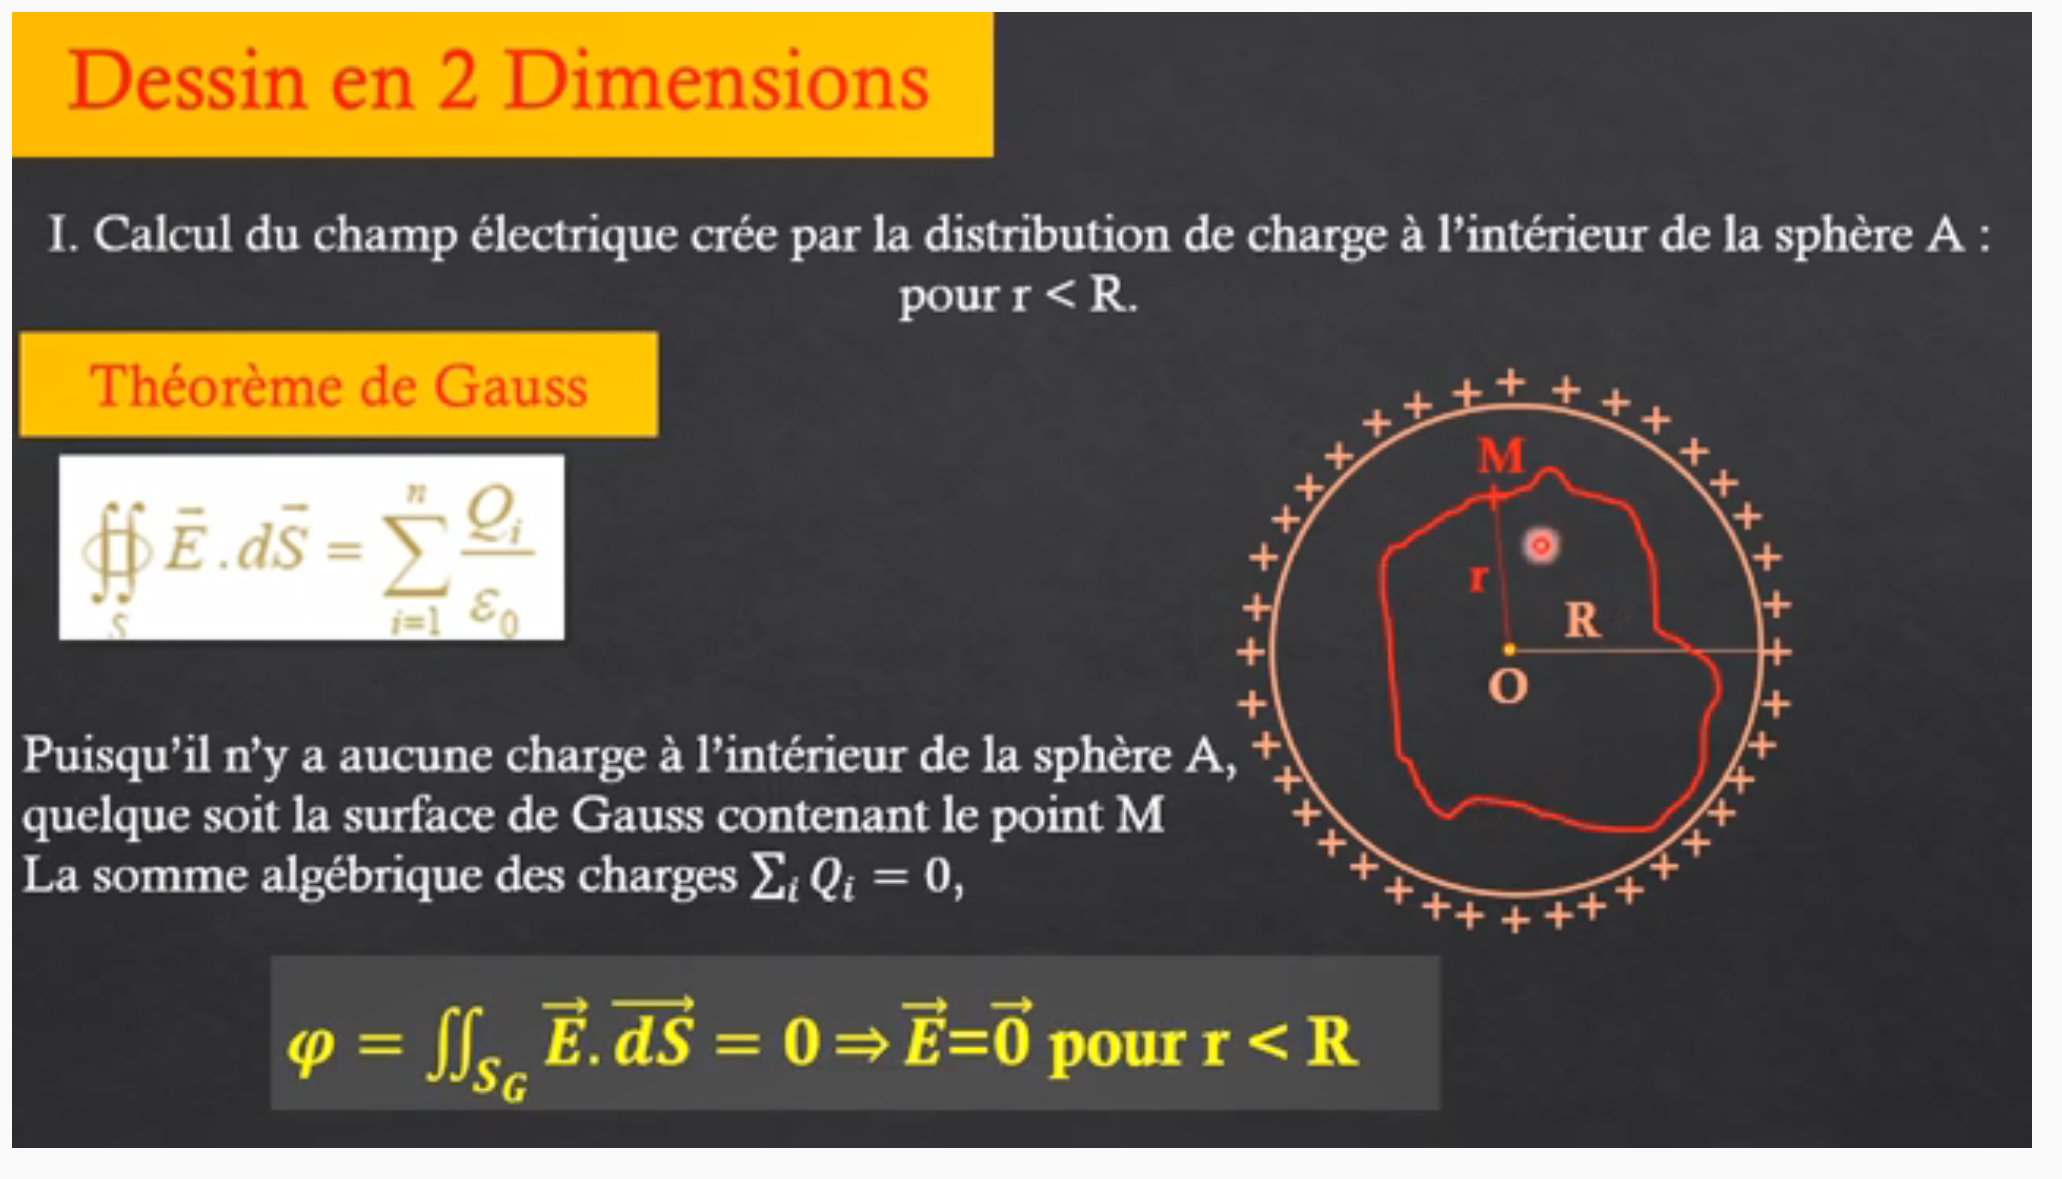 Dessin en 2 Dimensions
I. Calcul du champ électrique crée par la distribution de charge à l'intérieur de la sphère A :
pour r < R.
Théorème de Gauss
∯_S E⃗ . dS⃗ = ∑_{i=1}^{n} Q_i / ε_0
M
r
R
O
Puisqu'il n'y a aucune charge à l'intérieur de la sphère A,
quelque soit la surface de Gauss contenant le point M
La somme algébrique des charges ∑_i Q_i = 0,
φ = ∬_{S_G} E⃗ . dS⃗ = 0 ⇒ E⃗=0⃗ pour r < R